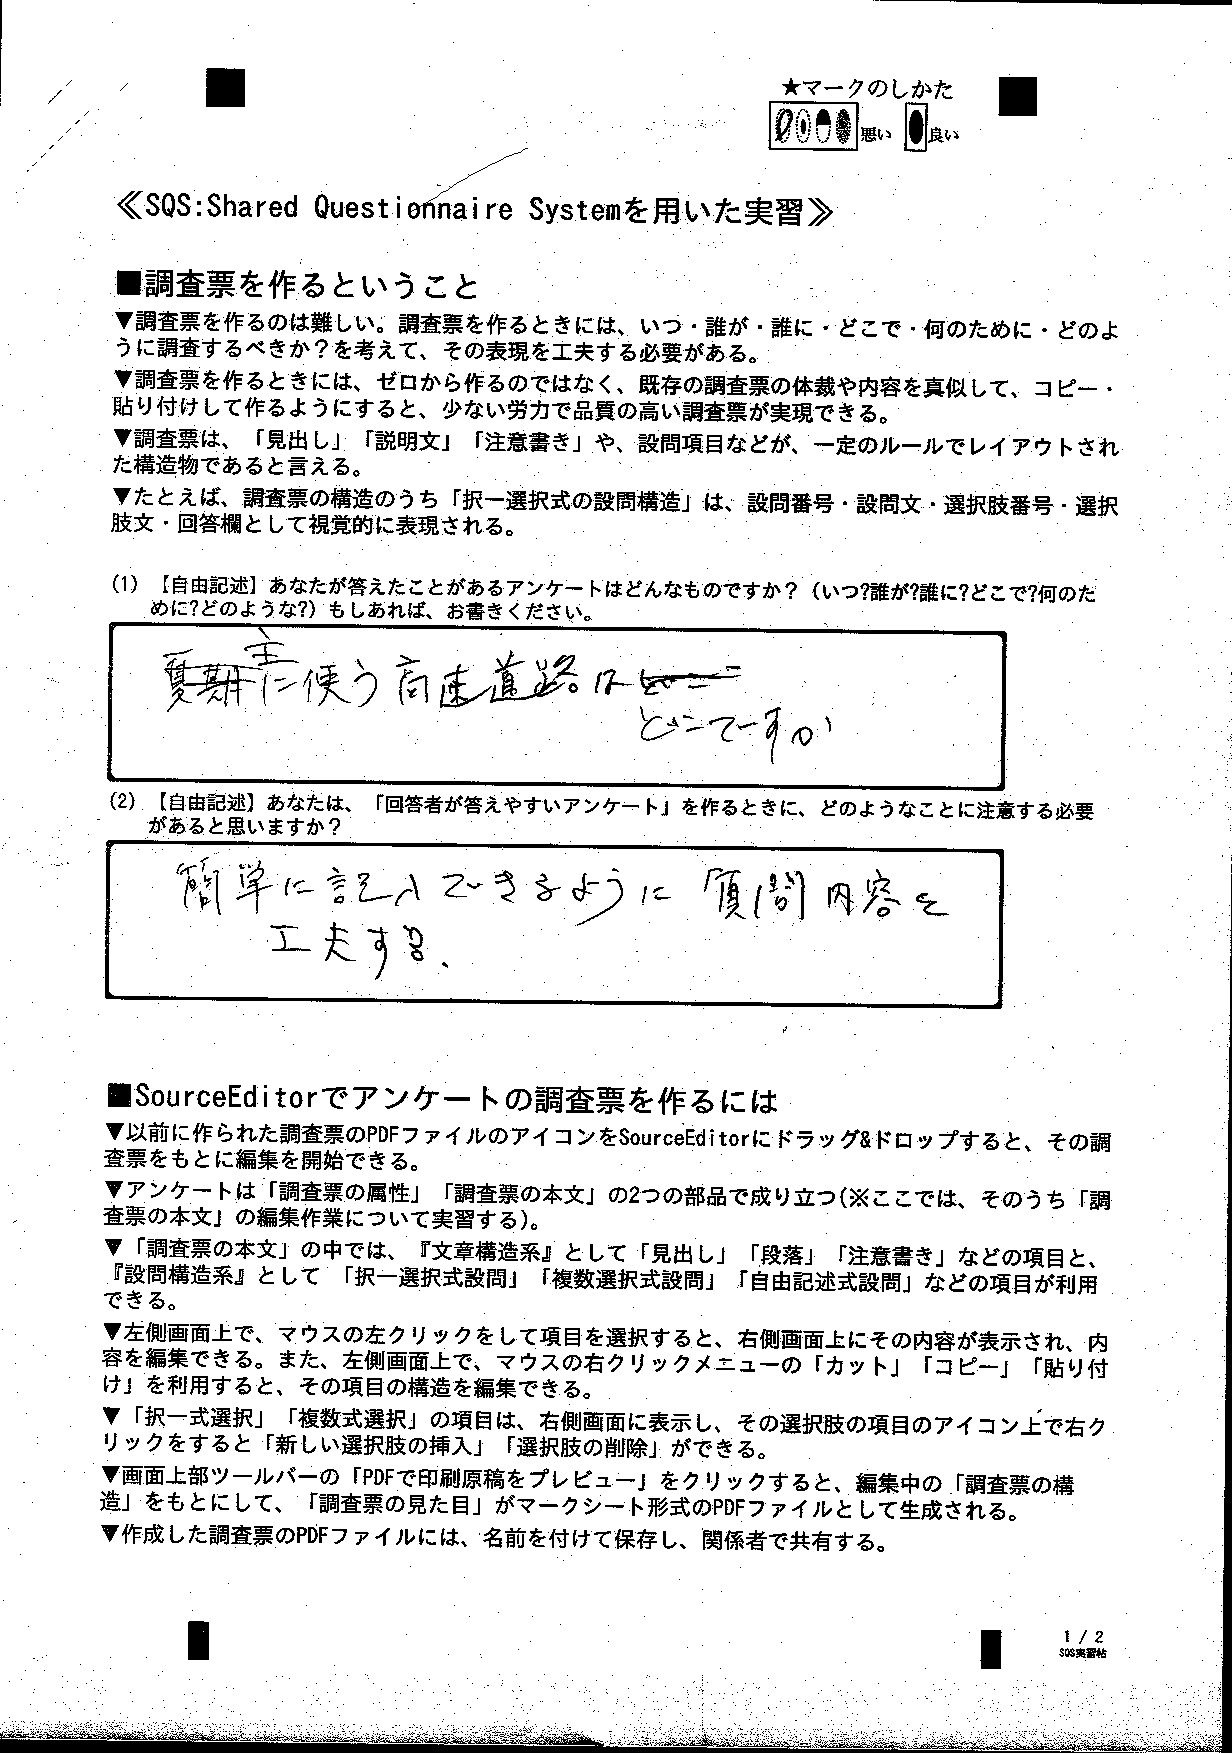 ★マークのしかた
悪い 良い
≪SQS:Shared Questionnaire Systemを用いた実習≫
■調査票を作るということ
▼調査票を作るのは難しい。調査票を作るときには、いつ・誰が・誰に・どこで・何のために・どのよ
うに調査するべきか？を考えて、その表現を工夫する必要がある。
▼調査票を作るときには、ゼロから作るのではなく、既存の調査票の体裁や内容を真似して、コピー・
貼り付けして作るようにすると、少ない労力で品質の高い調査票が実現できる。
▼調査票は、「見出し」「説明文」「注意書き」や、設問項目などが、一定のルールでレイアウトされ
た構造物であると言える。
▼たとえば、調査票の構造のうち「択一選択式の設問構造」は、設問番号・設問文・選択肢番号・選択
肢文・回答欄として視覚的に表現される。
(1) 【自由記述】あなたが答えたことがあるアンケートはどんなものですか？（いつ?誰が?誰に?どこで?何のた
めに?どのような?）もしあれば、お書きください。
主
に使う高速道路は
どこですか
(2) 【自由記述】あなたは、「回答者が答えやすいアンケート」を作るときに、どのようなことに注意する必要
があると思いますか？
簡単に記入できるように 質問内容を
工夫する.
■SourceEditorでアンケートの調査票を作るには
▼以前に作られた調査票のPDFファイルのアイコンをSourceEditorにドラッグ&ドロップすると、その調
査票をもとに編集を開始できる。
▼アンケートは「調査票の属性」「調査票の本文」の2つの部品で成り立つ(※ここでは、そのうち「調
査票の本文」の編集作業について実習する)。
▼「調査票の本文」の中では、『文章構造系』として「見出し」「段落」「注意書き」などの項目と、
『設問構造系』として 「択一選択式設問」「複数選択式設問」「自由記述式設問」などの項目が利用
できる。
▼左側画面上で、マウスの左クリックをして項目を選択すると、右側画面上にその内容が表示され、内
容を編集できる。また、左側画面上で、マウスの右クリックメニューの「カット」「コピー」「貼り付
け」を利用すると、その項目の構造を編集できる。
▼「択一式選択」「複数式選択」の項目は、右側画面に表示し、その選択肢の項目のアイコン上で右ク
リックをすると「新しい選択肢の挿入」「選択肢の削除」ができる。
▼画面上部ツールバーの「PDFで印刷原稿をプレビュー」をクリックすると、編集中の「調査票の構
造」をもとにして、「調査票の見た目」がマークシート形式のPDFファイルとして生成される。
▼作成した調査票のPDFファイルには、名前を付けて保存し、関係者で共有する。
1 / 2
SQS実習帖